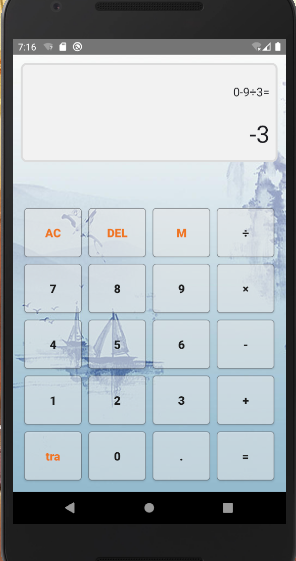 7:16
0-9÷3=
-3
AC DEL M ÷
7 8 9 ×
4 5 6 -
1 2 3 +
tra 0 . =